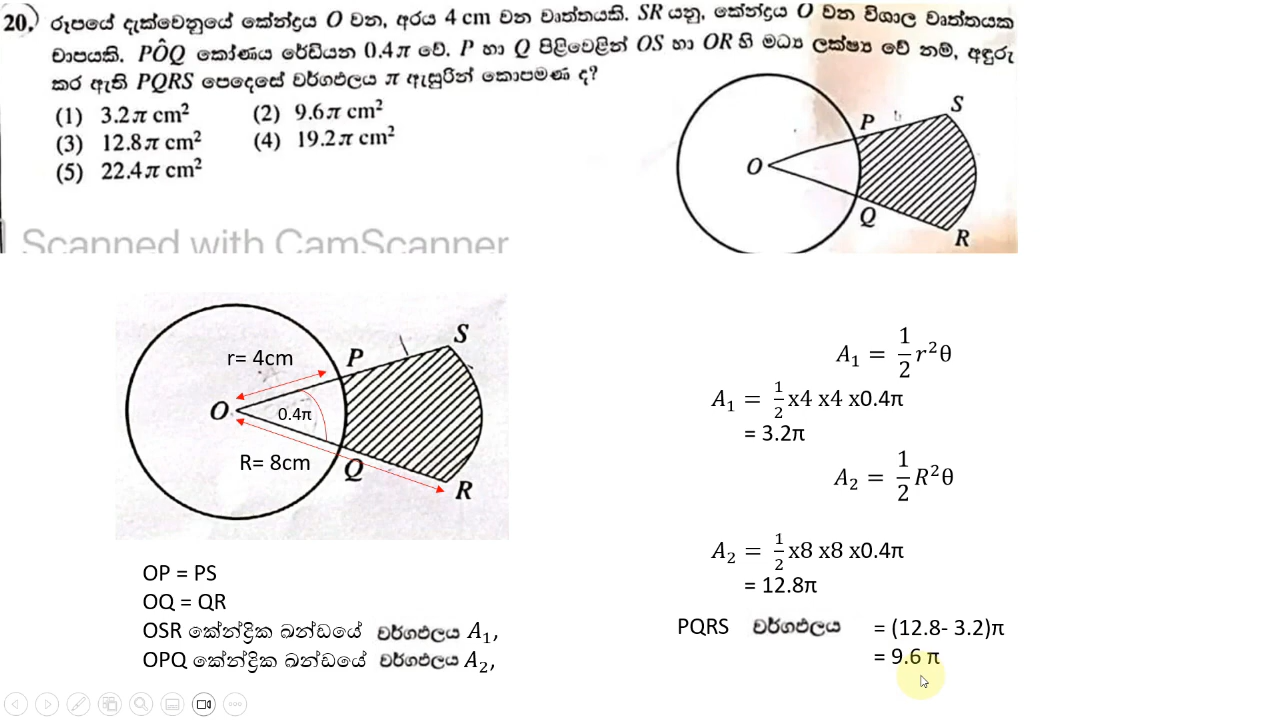 20. රූපයේ දැක්වෙනුයේ කේන්ද්‍රය O වන, අරය 4 cm වන වෘත්තයකි. SR යනු, කේන්ද්‍රය O වන විශාල වෘත්තයක
චාපයකි. PÔQ කෝණය රේඩියන 0.4π වේ. P හා Q පිළිවෙළින් OS හා OR හි මධ්‍ය ලක්ෂ්‍ය වේ නම්, අඳුරු
කර ඇති PQRS පෙදෙසේ වර්ගඵලය π ඇසුරින් කොපමණ ද?
(1) 3.2π cm² (2) 9.6π cm²
(3) 12.8π cm² (4) 19.2π cm²
(5) 22.4π cm²
S
P
O
Q
R
Scanned with CamScanner
S
r= 4cm
P
O
0.4π
R= 8cm
Q
R
A₁ = 1/2 r²θ
A₁ = 1/2 x4 x4 x0.4π
= 3.2π
A₂ = 1/2 R²θ
A₂ = 1/2 x8 x8 x0.4π
= 12.8π
OP = PS
OQ = QR
OSR කේන්ද්‍රික ඛන්ඩයේ වර්ගඵලය A₁,
OPQ කේන්ද්‍රික ඛන්ඩයේ වර්ගඵලය A₂,
PQRS වර්ගඵලය = (12.8- 3.2)π
= 9.6 π